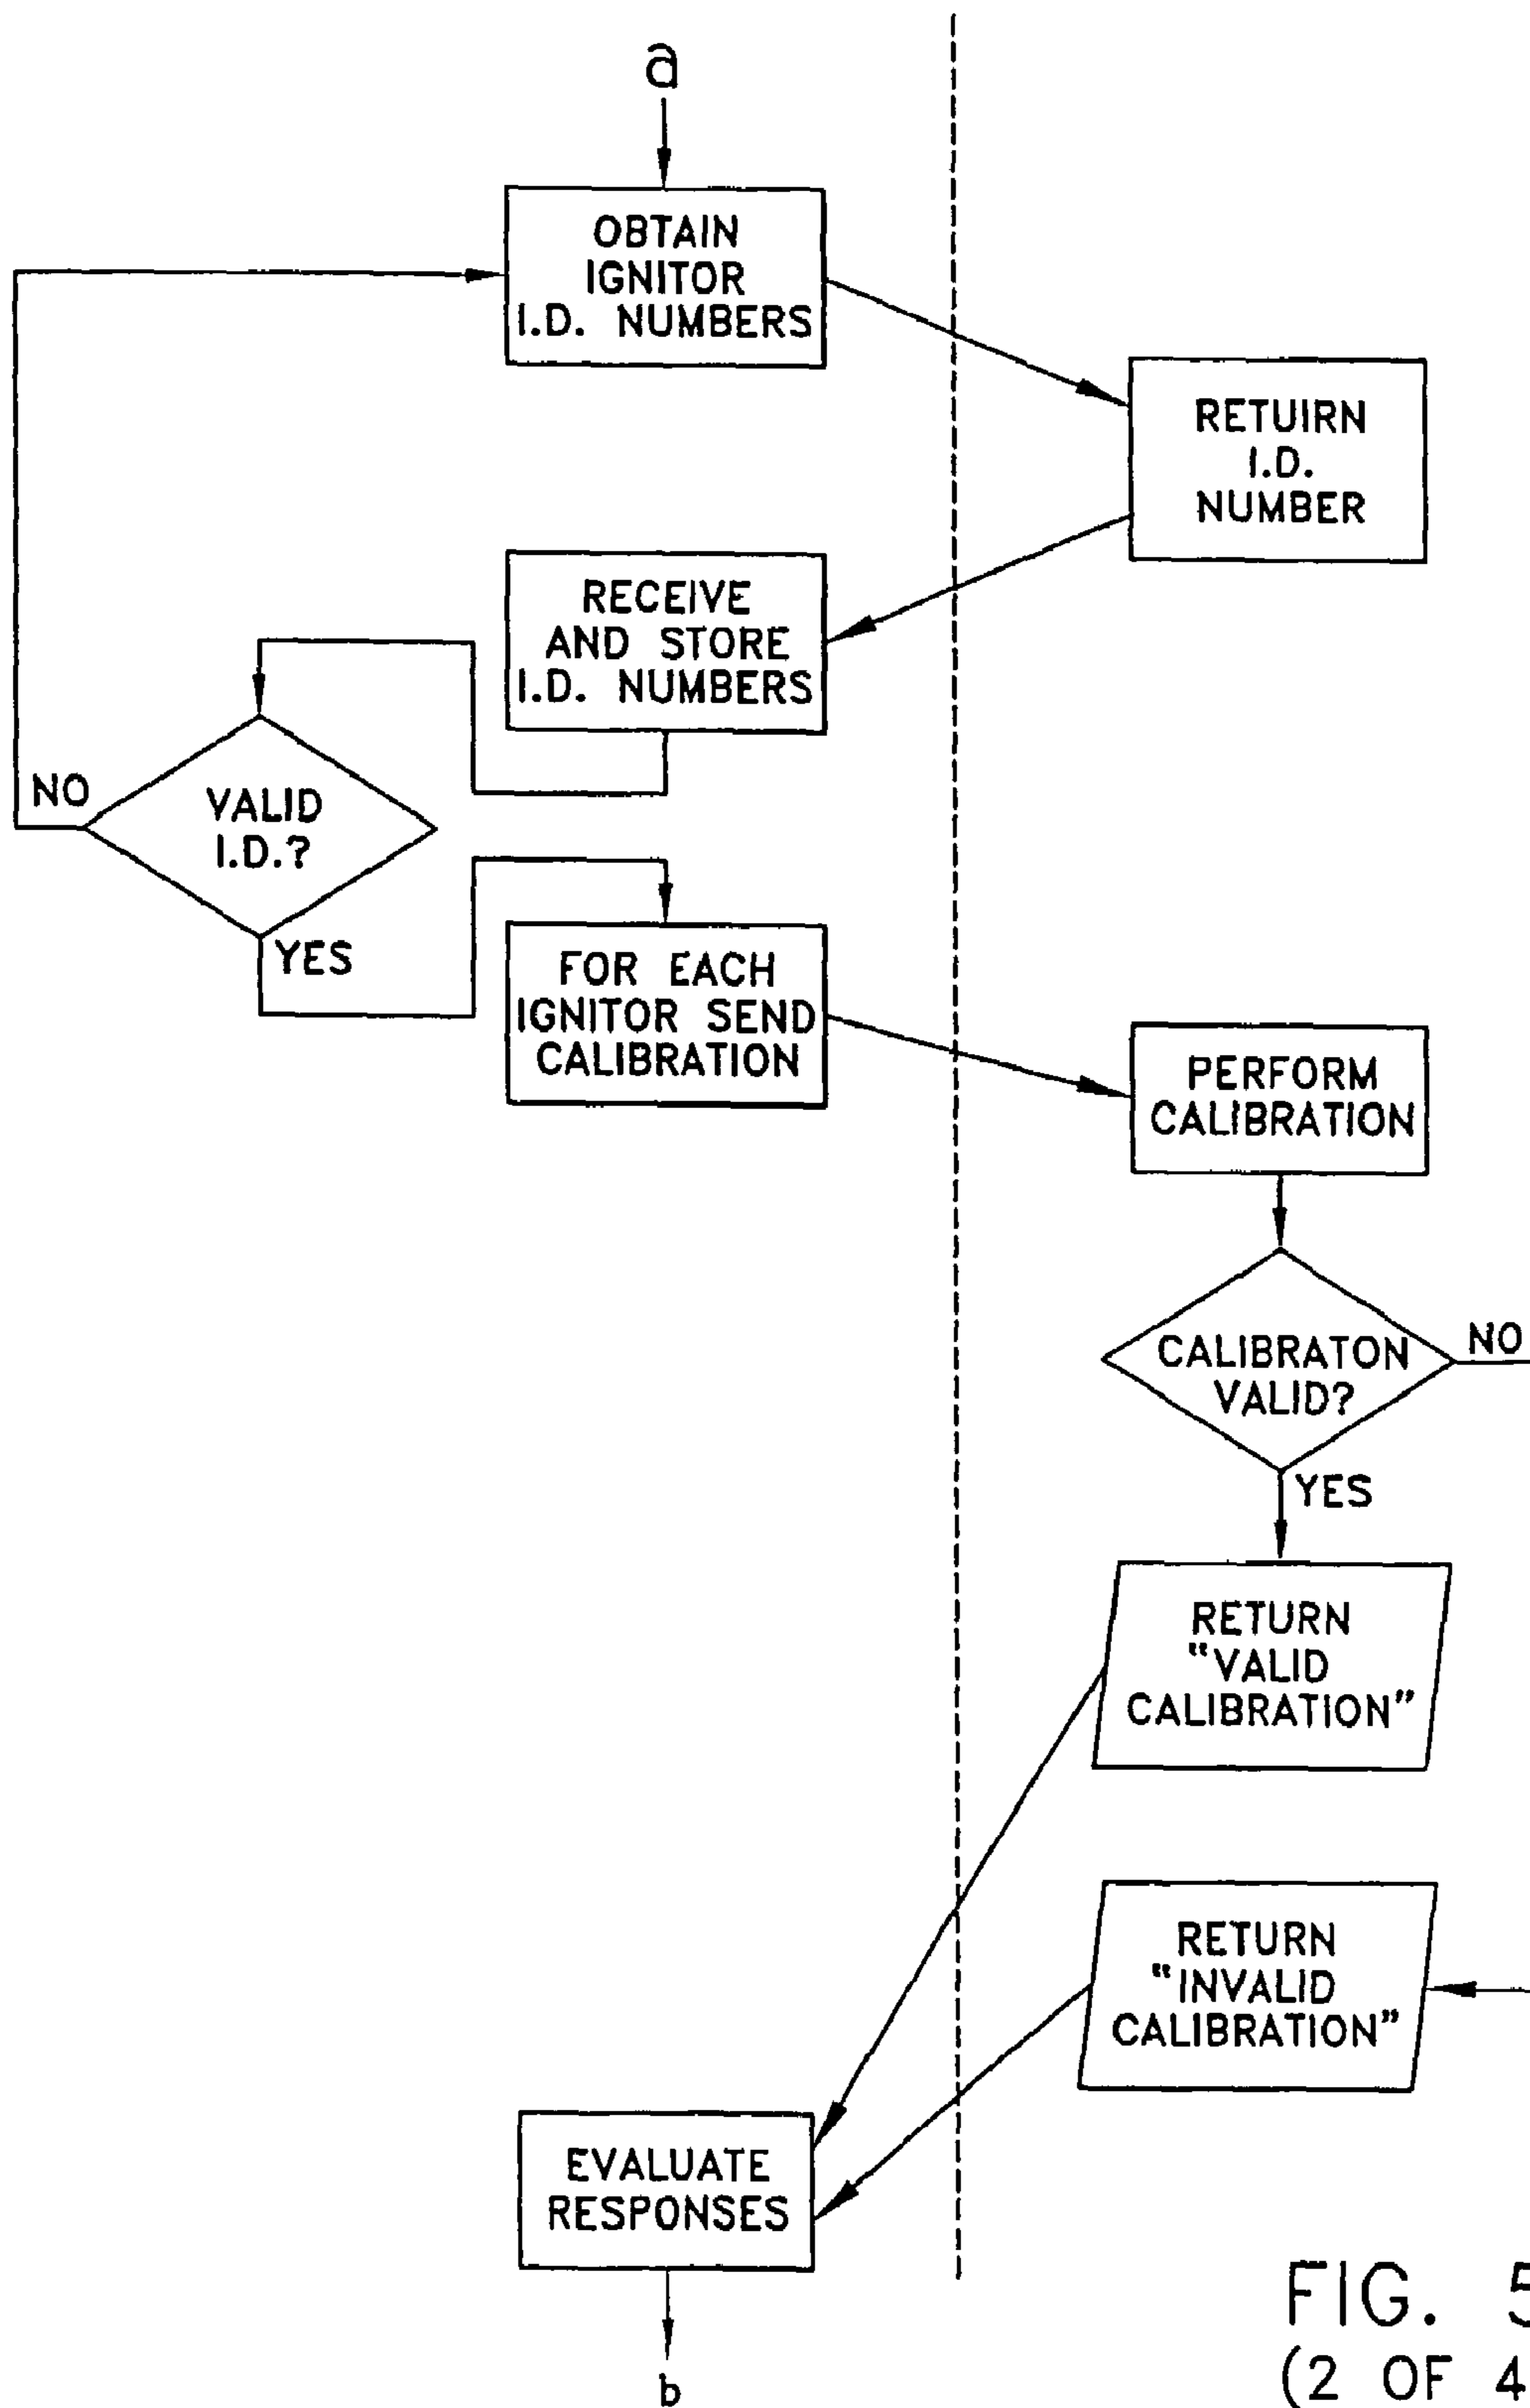 a
OBTAIN
IGNITOR
I.D. NUMBERS
RETUIRN
I.D.
NUMBER
RECEIVE
AND STORE
I.D. NUMBERS
NO
VALID
I.D.?
YES
FOR EACH
IGNITOR SEND
CALIBRATION
PERFORM
CALIBRATION
CALIBRATON
VALID?
NO
YES
RETURN
"VALID
CALIBRATION"
RETURN
"INVALID
CALIBRATION"
EVALUATE
RESPONSES
b
FIG. 5
(2 OF 4